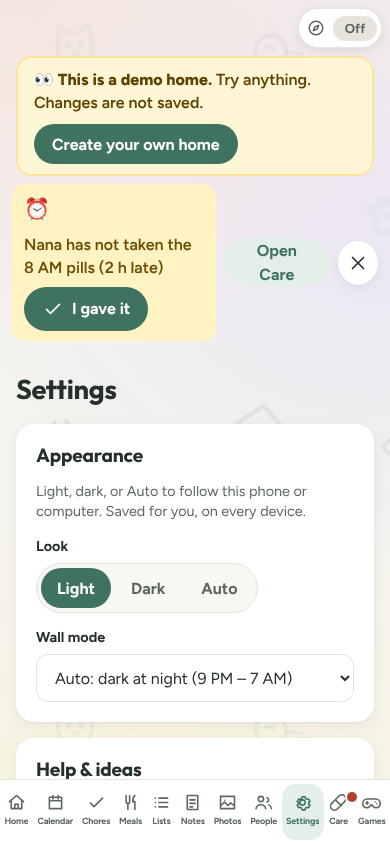 Off
👀 This is a demo home. Try anything.
Changes are not saved.
Create your own home
⏰
Nana has not taken the
8 AM pills (2 h late)
I gave it
Open
Care
Settings
Appearance
Light, dark, or Auto to follow this phone or
computer. Saved for you, on every device.
Look
Light Dark Auto
Wall mode
Auto: dark at night (9 PM – 7 AM)
Help & ideas
Home Calendar Chores Meals Lists Notes Photos People Settings Care Games